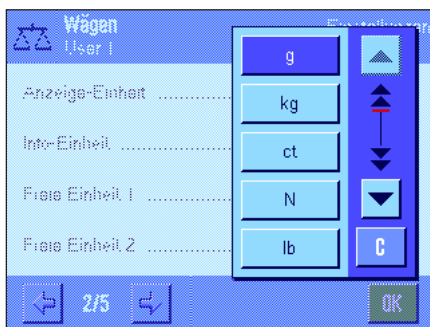 Wägen
User 1
g
Anzeige-Einheit
kg
Info-Einheit
ct
Freie Einheit 1
N
Freie Einheit 2
lb
C
2/5
OK